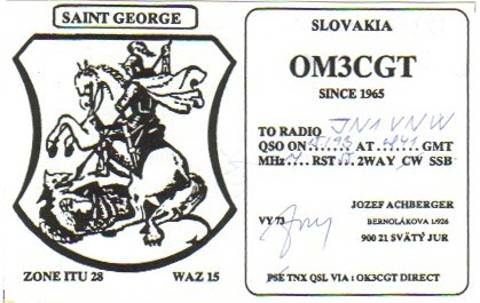 SAINT GEORGE
ZONE ITU 28 WAZ 15
SLOVAKIA
OM3CGT
SINCE 1965
TO RADIO JN1VNW
QSO ON ...... AT ...... GMT
MHz .... RST ... 2WAY CW SSB
JOZEF ACHBERGER
VY 73 BERNOLÁKOVA 1/926
900 21 SVÄTÝ JUR
PSE TNX QSL VIA : OK3CGT DIRECT